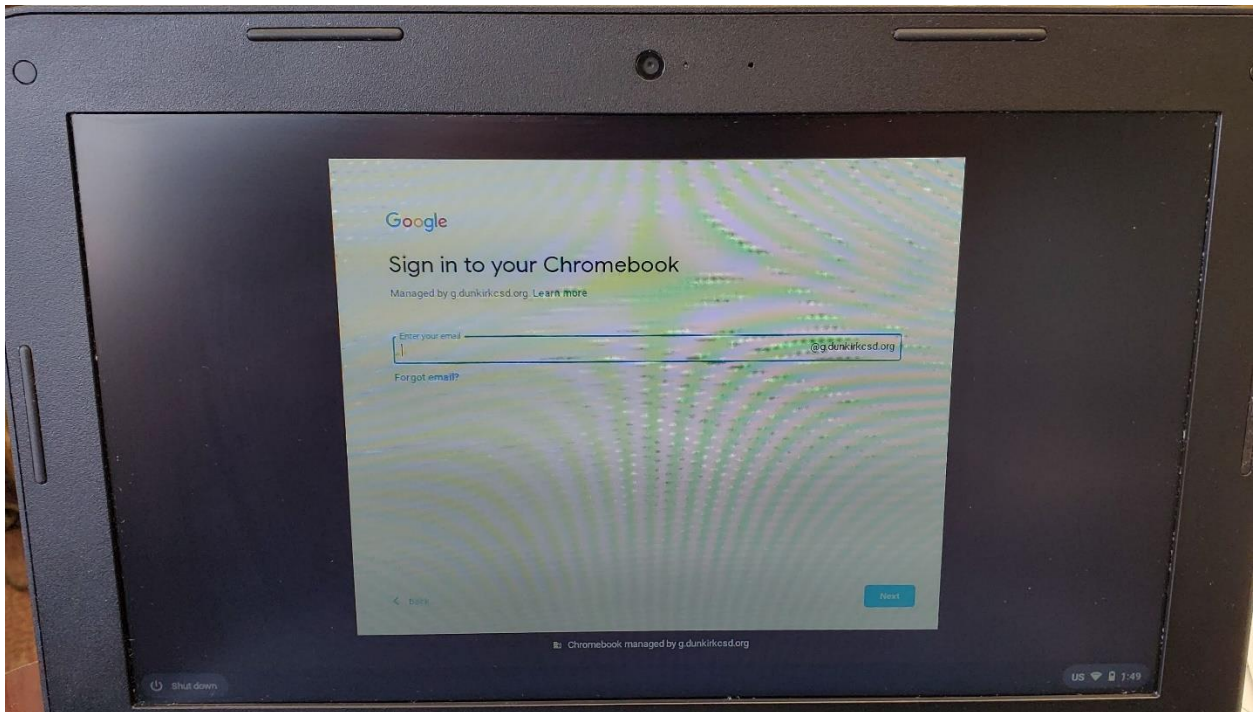 Google
Sign in to your Chromebook
Managed by g.dunkirkcsd.org. Learn more
Enter your email
@g.dunkirkcsd.org
Forgot email?
Back
Next
Chromebook managed by g.dunkirkcsd.org
Shut down
US 1:49